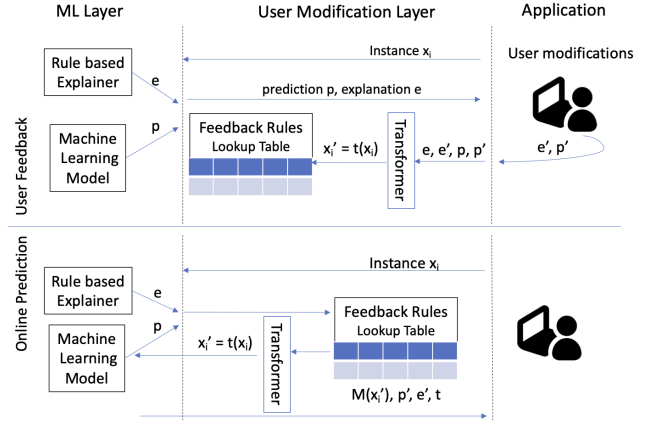 ML Layer
User Modification Layer
Application
User Feedback
Instance xᵢ
User modifications
Rule based
Explainer
e
prediction p, explanation e
Machine
Learning
Model
p
Feedback Rules
Lookup Table
xᵢ’ = t(xᵢ)
Transformer
e, e’, p, p’
e’, p’
Online Prediction
Instance xᵢ
Rule based
Explainer
e
Machine
Learning
Model
p
xᵢ’ = t(xᵢ)
Transformer
Feedback Rules
Lookup Table
M(xᵢ’), p’, e’, t